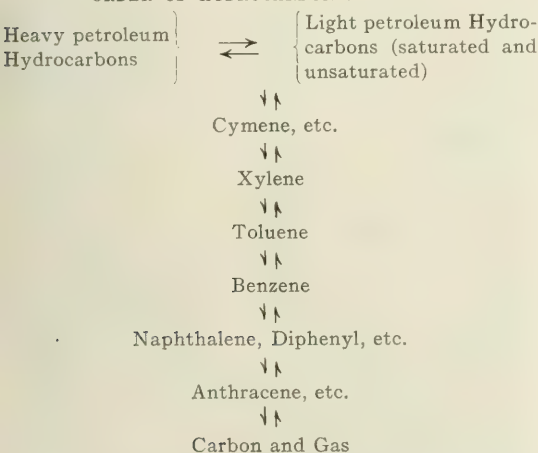 Heavy petroleum
Hydrocarbons
Light petroleum Hydro-
carbons (saturated and
unsaturated)
Cymene, etc.
Xylene
Toluene
Benzene
Naphthalene, Diphenyl, etc.
Anthracene, etc.
Carbon and Gas